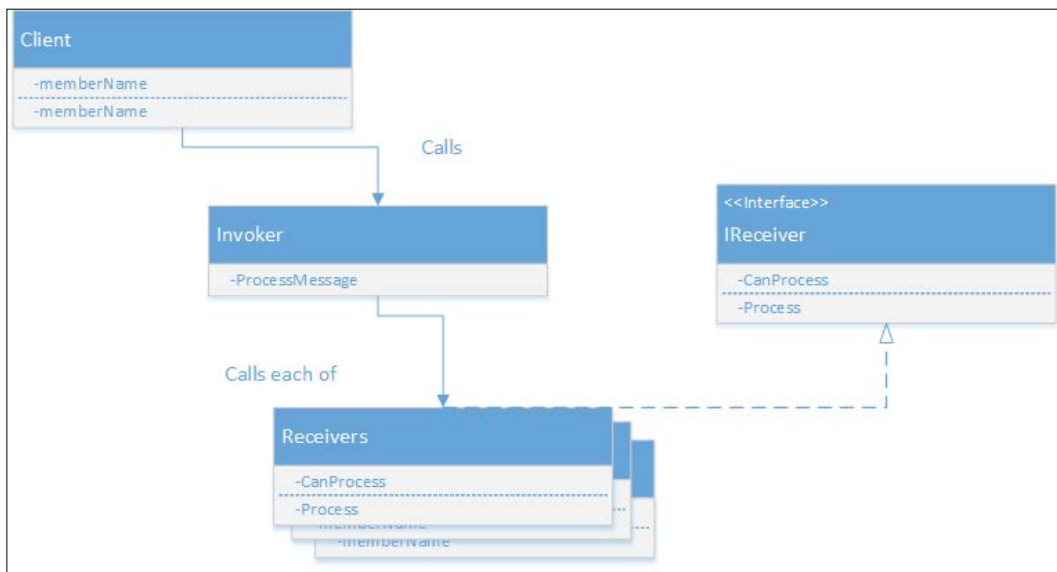 Client
-memberName
-memberName
Calls
Invoker
-ProcessMessage
<<Interface>>
IReceiver
-CanProcess
-Process
Calls each of
Receivers
-CanProcess
-Process
-memberName